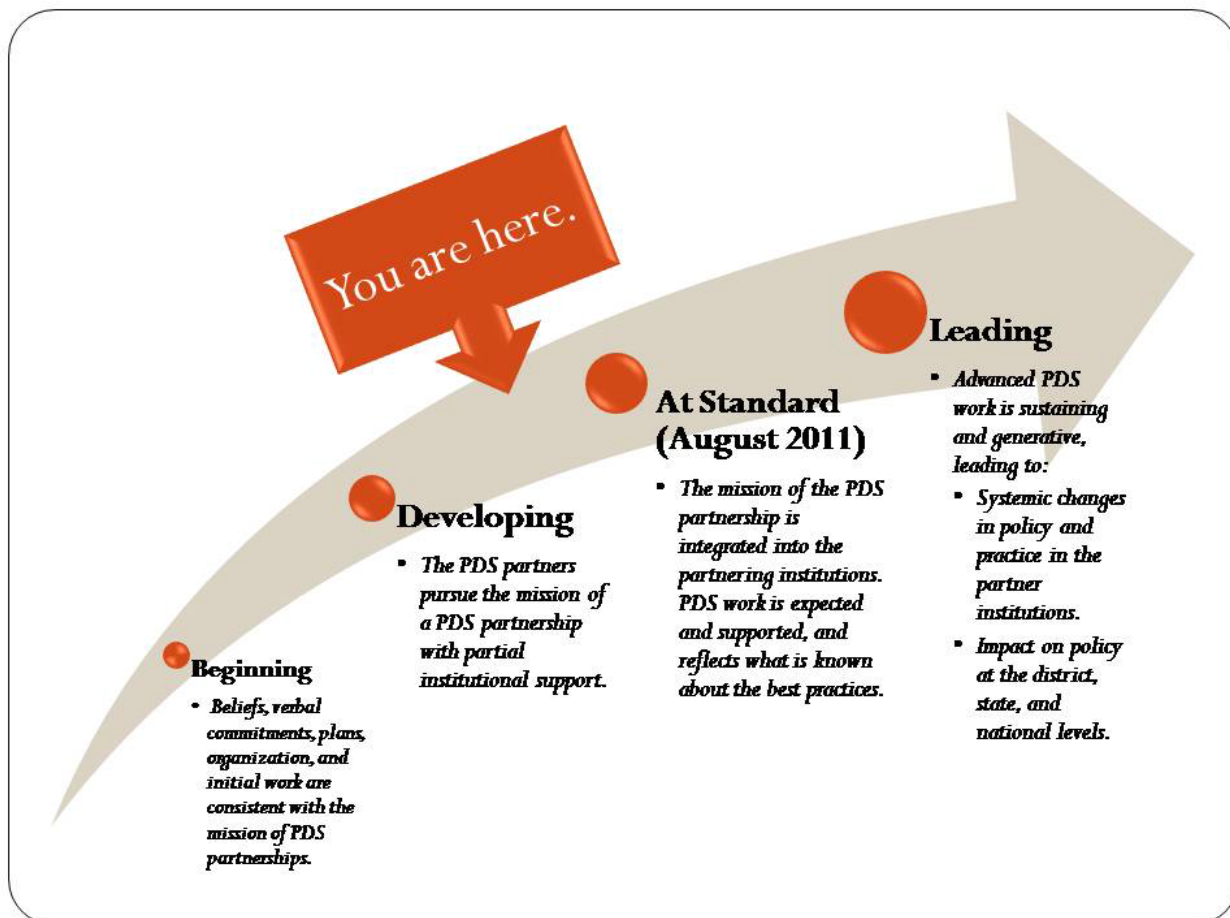 You are here.
Beginning
• Beliefs, verbal
commitments, plans,
organization, and
initial work are
consistent with the
mission of PDS
partnerships.
Developing
• The PDS partners
pursue the mission of
a PDS partnership
with partial
institutional support.
At Standard
(August 2011)
• The mission of the PDS
partnership is
integrated into the
partnering institutions.
PDS work is expected
and supported, and
reflects what is known
about the best practices.
Leading
• Advanced PDS
work is sustaining
and generative,
leading to:
• Systemic changes
in policy and
practice in the
partner
institutions.
• Impact on policy
at the district,
state, and
national levels.